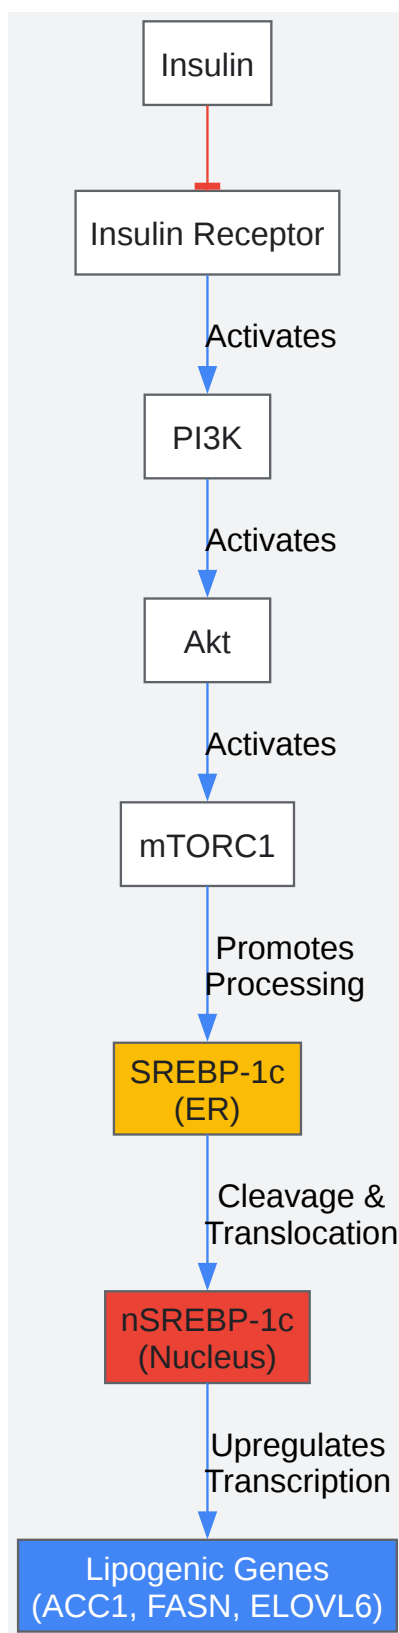 Insulin
Insulin Receptor
Activates
PI3K
Activates
Akt
Activates
mTORC1
Promotes
Processing
SREBP-1c
(ER)
Cleavage &
Translocation
nSREBP-1c
(Nucleus)
Upregulates
Transcription
Lipogenic Genes
(ACC1, FASN, ELOVL6)